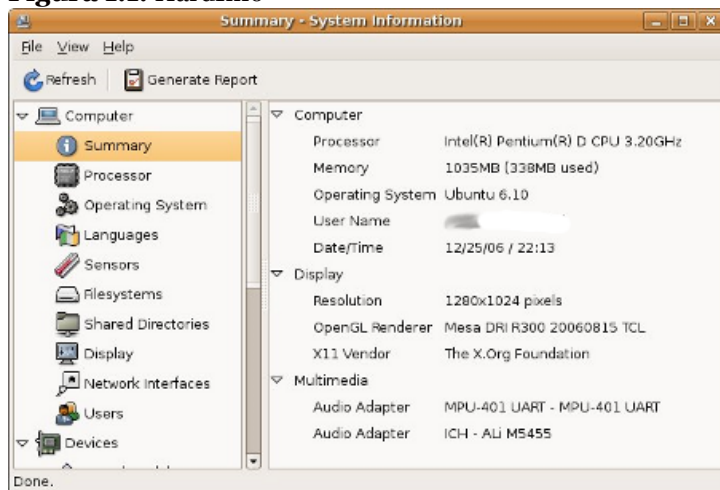 Summary - System Information
File View Help
Refresh Generate Report
Computer
Summary
Processor
Operating System
Languages
Sensors
Filesystems
Shared Directories
Display
Network Interfaces
Users
Devices
Computer
Processor Intel(R) Pentium(R) D CPU 3.20GHz
Memory 1035MB (338MB used)
Operating System Ubuntu 6.10
User Name
Date/Time 12/25/06 / 22:13
Display
Resolution 1280x1024 pixels
OpenGL Renderer Mesa DRI R300 20060815 TCL
X11 Vendor The X.Org Foundation
Multimedia
Audio Adapter MPU-401 UART - MPU-401 UART
Audio Adapter ICH - ALi M5455
Done.